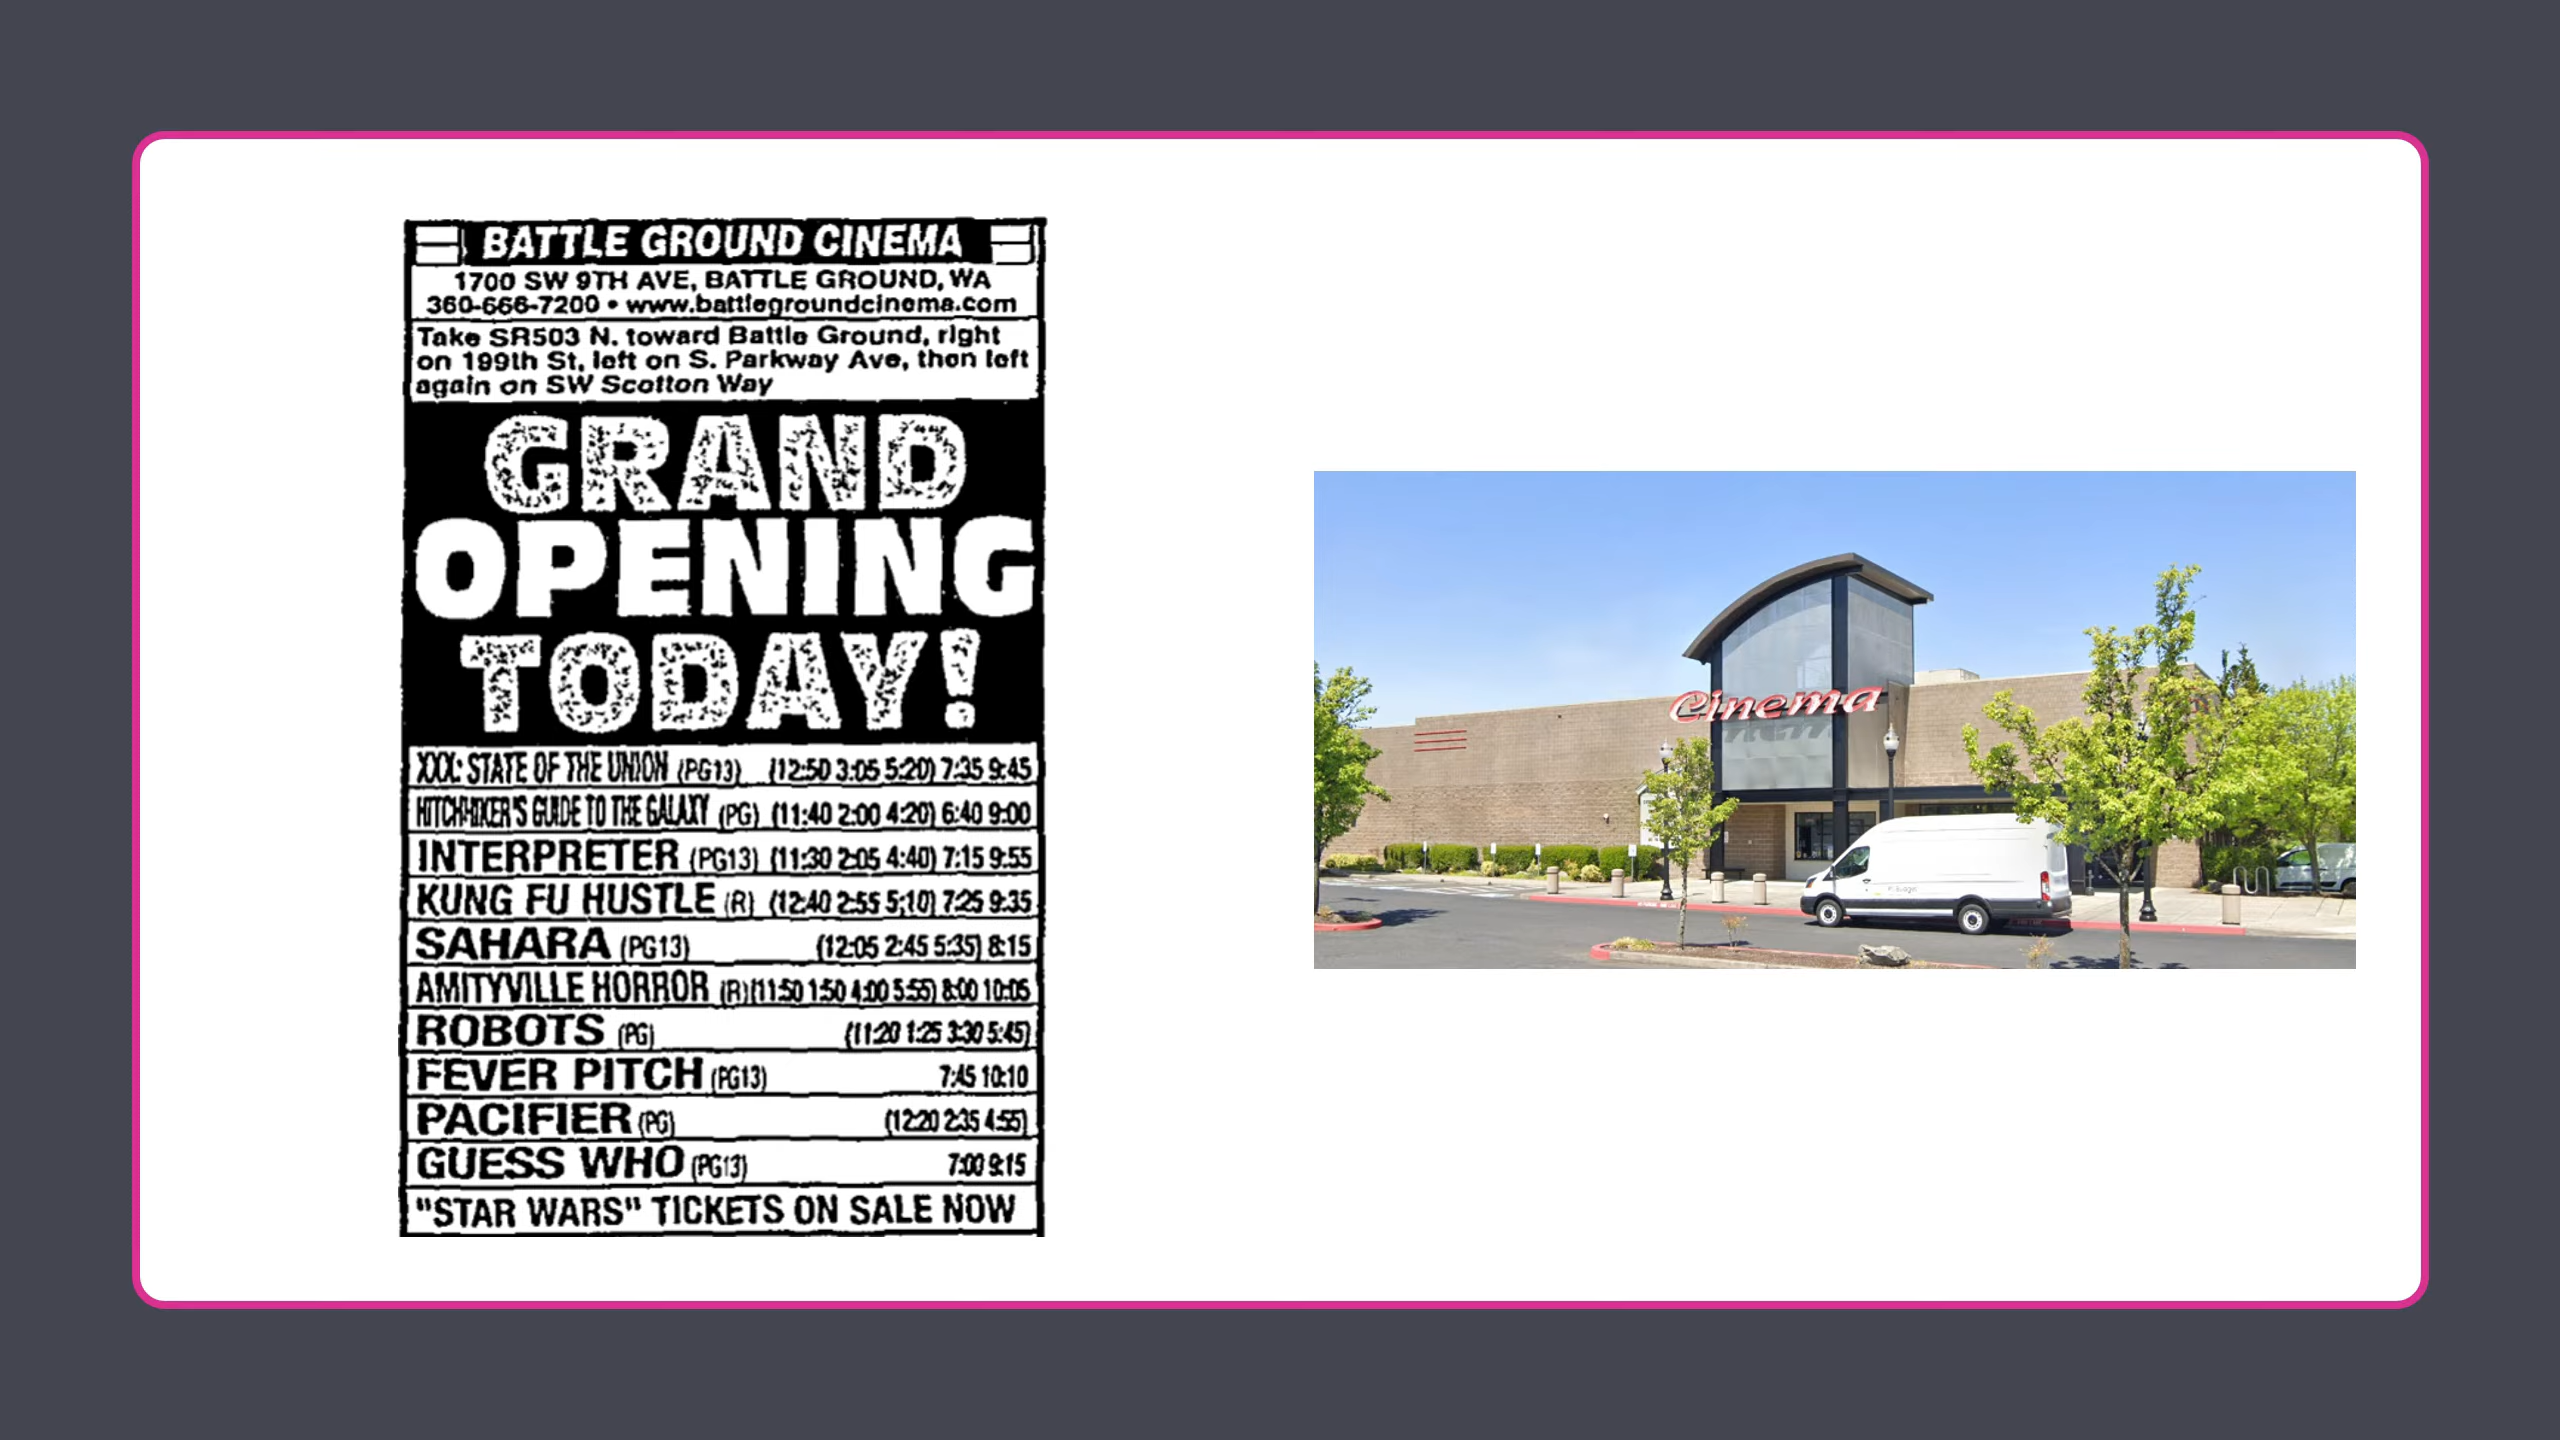 BATTLE GROUND CINEMA
1700 SW 9TH AVE, BATTLE GROUND, WA
360-666-7200 • www.battlegroundcinema.com
Take SR503 N. toward Battle Ground, right
on 199th St, left on S. Parkway Ave, then left
again on SW Scotton Way
GRAND
OPENING
TODAY!
XXX: STATE OF THE UNION (PG13) (12:50 3:05 5:20) 7:35 9:45
HITCHHIKER'S GUIDE TO THE GALAXY (PG) (11:40 2:00 4:20) 6:40 9:00
INTERPRETER (PG13) (11:30 2:05 4:40) 7:15 9:55
KUNG FU HUSTLE (R) (12:40 2:55 5:10) 7:25 9:35
SAHARA (PG13) (12:05 2:45 5:35) 8:15
AMITYVILLE HORROR (R) (11:50 1:50 4:00 5:55) 8:00 10:05
ROBOTS (PG) (11:20 1:25 3:30 5:45)
FEVER PITCH (PG13) 7:45 10:10
PACIFIER (PG) (12:20 2:35 4:55)
GUESS WHO (PG13) 7:00 9:15
"STAR WARS" TICKETS ON SALE NOW
Cinema